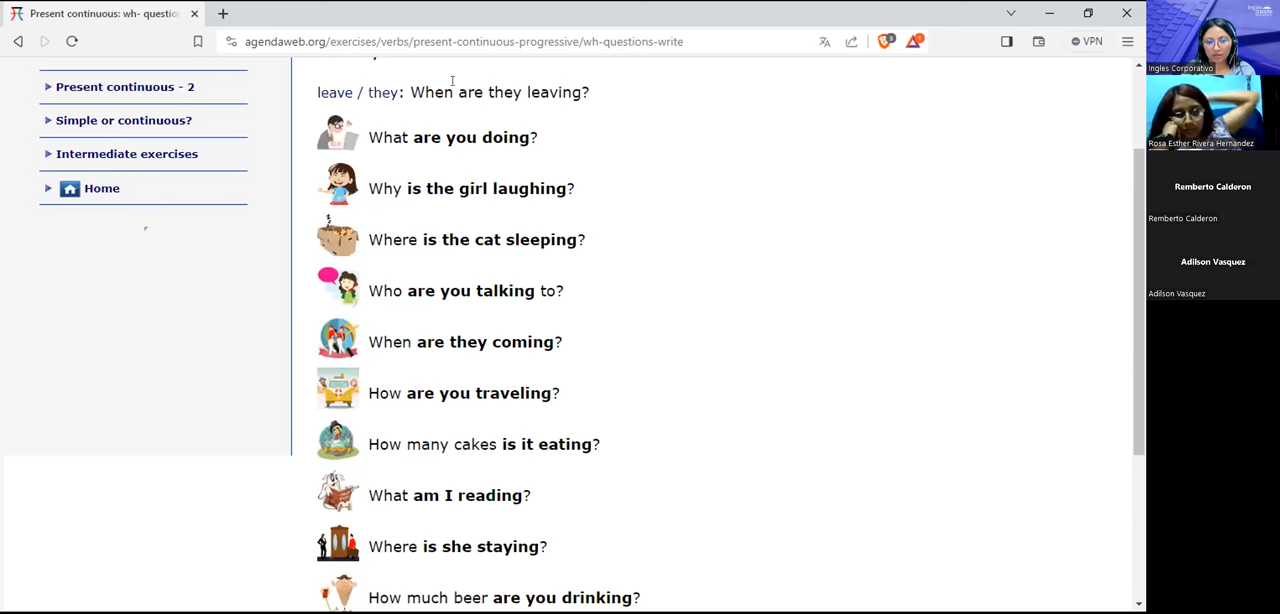 Present continuous: wh- questio
agendaweb.org/exercises/verbs/present-continuous-progressive/wh-questions-write
VPN
Present continuous - 2
Simple or continuous?
Intermediate exercises
Home
leave / they: When are they leaving?
What are you doing?
Why is the girl laughing?
Where is the cat sleeping?
Who are you talking to?
When are they coming?
How are you traveling?
How many cakes is it eating?
What am I reading?
Where is she staying?
How much beer are you drinking?
Ingles Corporativo
Rosa Esther Rivera Hernandez
Remberto Calderon
Remberto Calderon
Adilson Vasquez
Adilson Vasquez